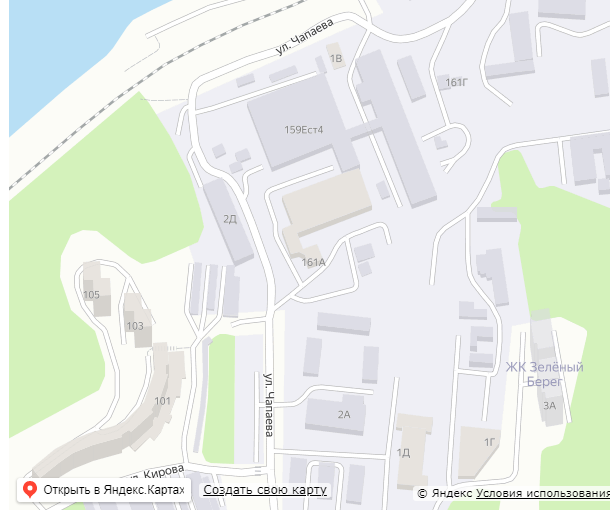 ул. Чапаева
1В
161Г
159Ест4
2Д
161А
105
103
ЖК Зелёный
Берег
101
ул. Чапаева
2А
3А
1Г
1Д
ул. Кирова
Открыть в Яндекс.Картах
Создать свою карту
© Яндекс Условия использования